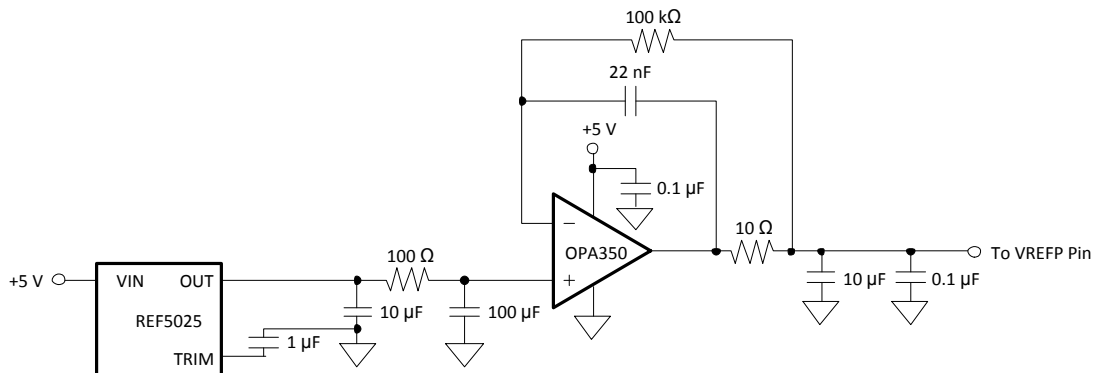 100 kΩ
22 nF
+5 V
0.1 µF
OPA350
10 Ω
To VREFP Pin
10 µF
0.1 µF
100 Ω
+5 V
VIN
OUT
REF5025
TRIM
1 µF
10 µF
100 µF
−
+